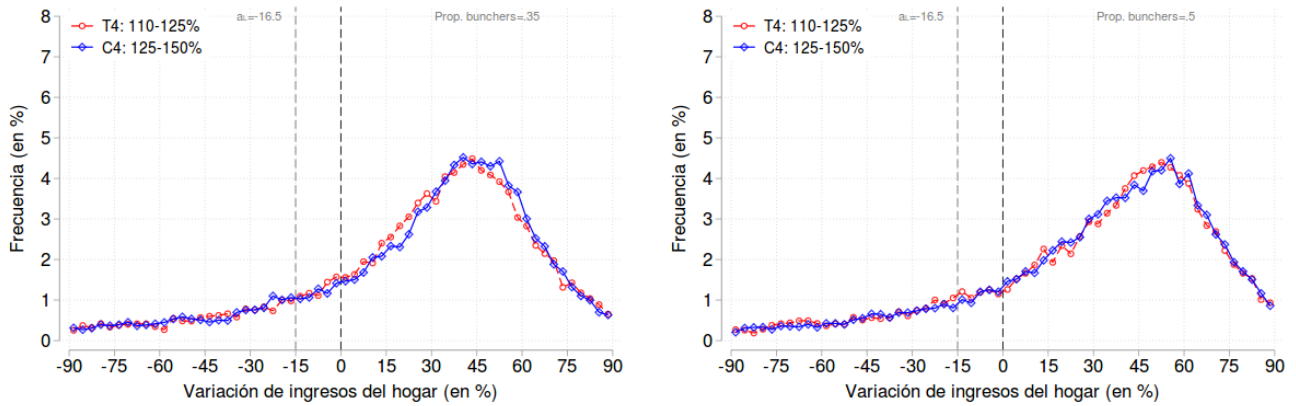 aL=-16.5 Prop. bunchers=.35
T4: 110-125%
C4: 125-150%
8
7
6
5
4
3
2
1
0
Frecuencia (en %)
-90 -75 -60 -45 -30 -15 0 15 30 45 60 75 90
Variación de ingresos del hogar (en %)
aL=-16.5 Prop. bunchers=.5
T4: 110-125%
C4: 125-150%
8
7
6
5
4
3
2
1
0
Frecuencia (en %)
-90 -75 -60 -45 -30 -15 0 15 30 45 60 75 90
Variación de ingresos del hogar (en %)